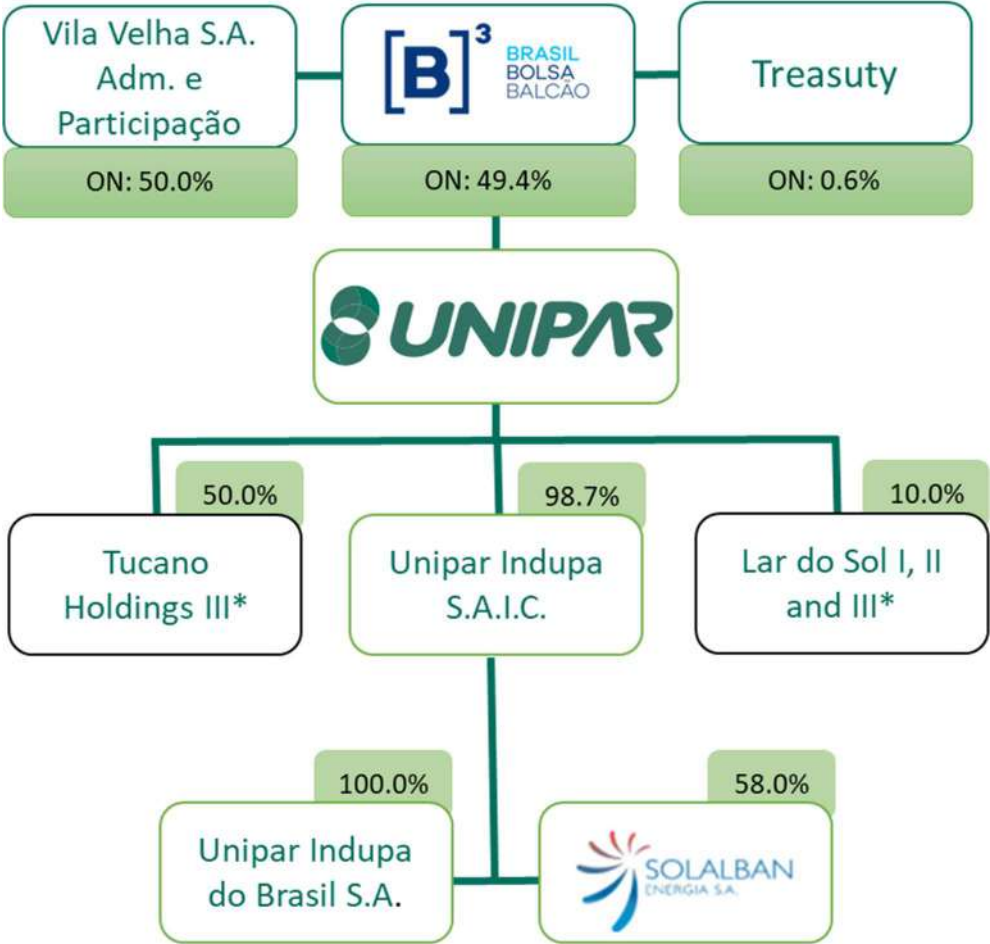 Vila Velha S.A.
Adm. e
Participação
ON: 50.0%
[B]³ BRASIL
BOLSA
BALCÃO
ON: 49.4%
Treasuty
ON: 0.6%
UNIPAR
50.0%
Tucano
Holdings III*
98.7%
Unipar Indupa
S.A.I.C.
10.0%
Lar do Sol I, II
and III*
100.0%
Unipar Indupa
do Brasil S.A.
58.0%
SOLALBAN
ENERGIA S.A.